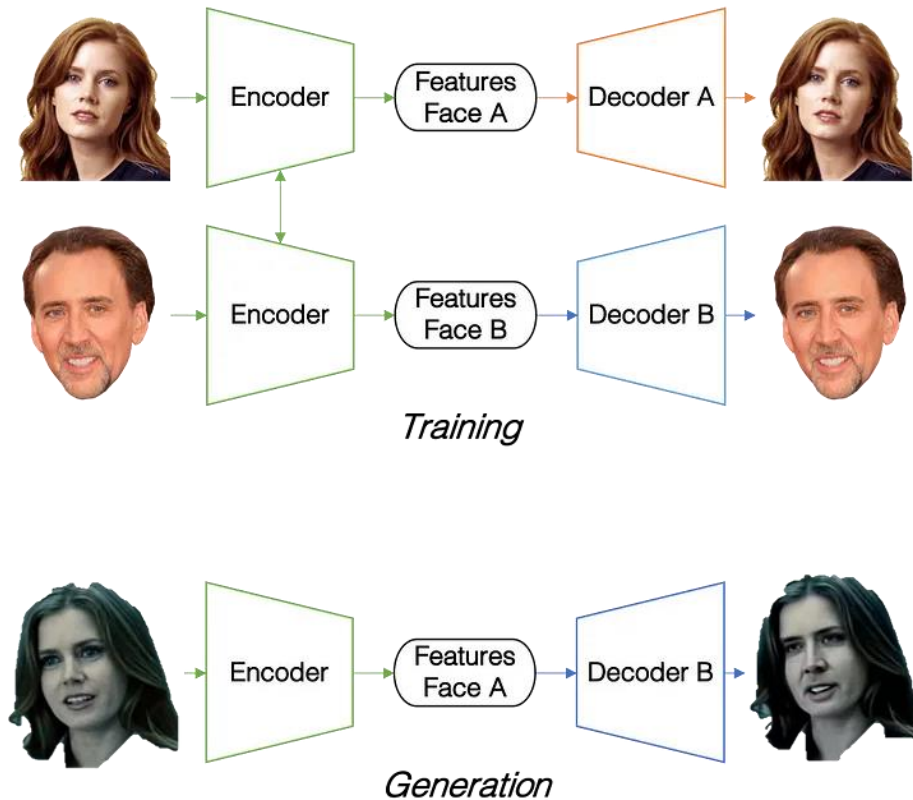 Encoder
Features
Face A
Decoder A
Encoder
Features
Face B
Decoder B
Training
Encoder
Features
Face A
Decoder B
Generation